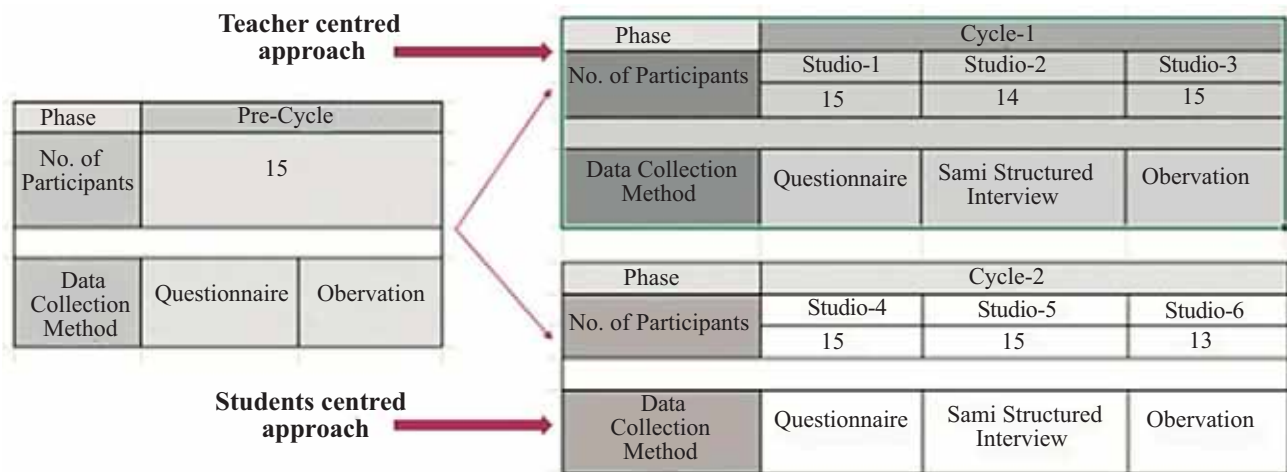 Teacher centred
approach
Phase Pre-Cycle
No. of
Participants
15
Data
Collection
Method
Questionnaire Obervation
Phase Cycle-1
No. of Participants
Studio-1 Studio-2 Studio-3
15 14 15
Data Collection
Method
Questionnaire
Sami Structured
Interview
Obervation
Phase Cycle-2
No. of Participants
Studio-4 Studio-5 Studio-6
15 15 13
Data
Collection
Method
Questionnaire
Sami Structured
Interview
Obervation
Students centred
approach